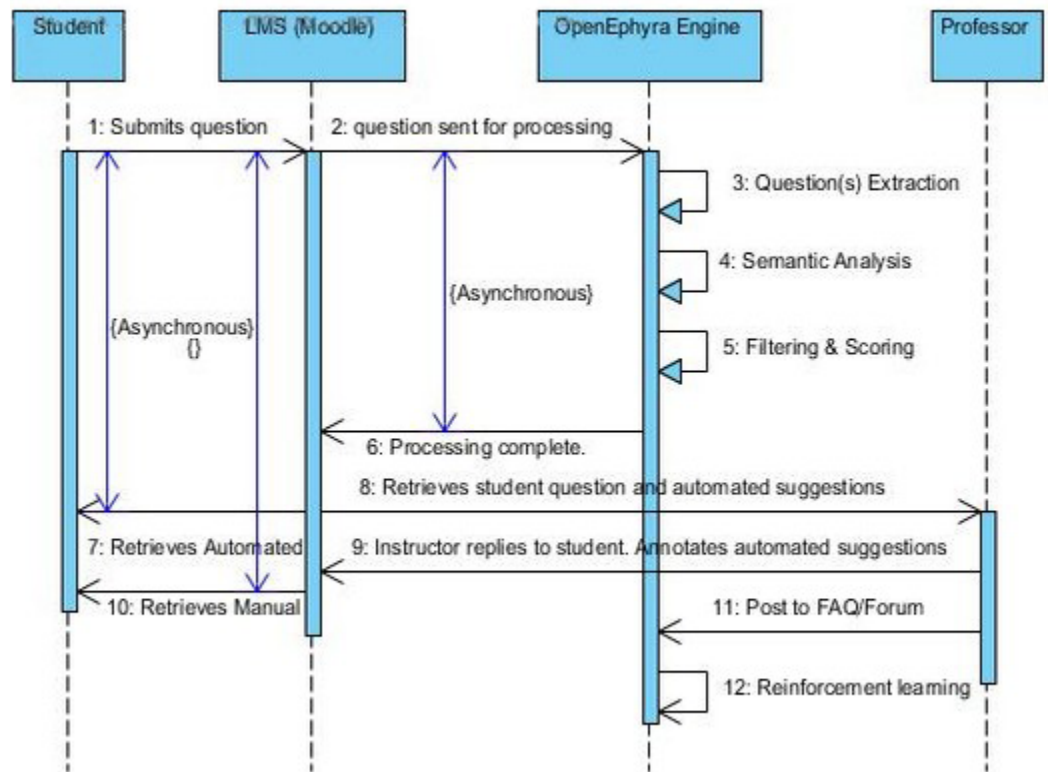 Student
LMS (Moodle)
OpenEphyra Engine
Professor
1: Submits question
2: question sent for processing
3: Question(s) Extraction
4: Semantic Analysis
{Asynchronous}
{Asynchronous}
{}
5: Filtering & Scoring
6: Processing complete.
8: Retrieves student question and automated suggestions
7: Retrieves Automated
9: Instructor replies to student. Annotates automated suggestions
10: Retrieves Manual
11: Post to FAQ/Forum
12: Reinforcement learning